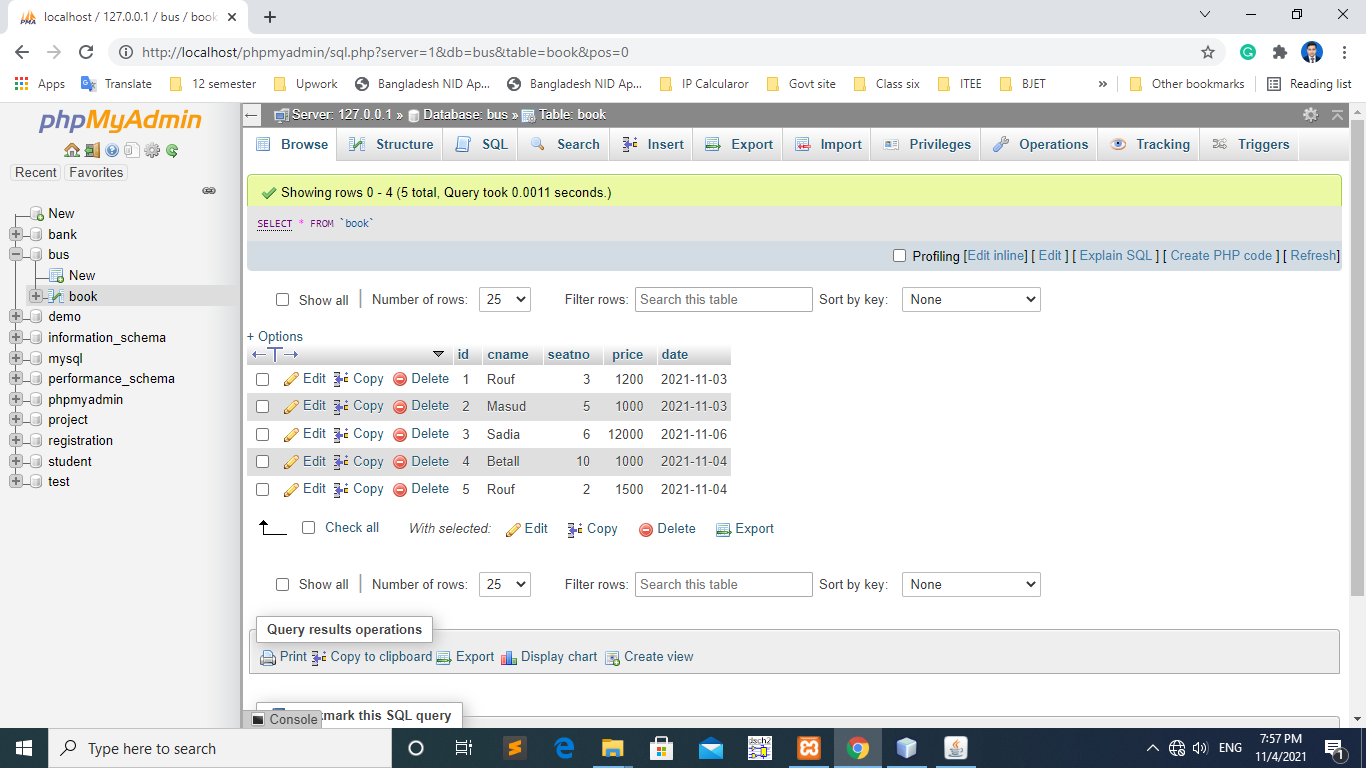 localhost / 127.0.0.1 / bus / book
http://localhost/phpmyadmin/sql.php?server=1&db=bus&table=book&pos=0
Apps Translate 12 semester Upwork Bangladesh NID Ap... Bangladesh NID Ap... IP Calcularor Govt site Class six ITEE BJET » Other bookmarks Reading list
phpMyAdmin
Recent Favorites
New
bank
bus
New
book
demo
information_schema
mysql
performance_schema
phpmyadmin
project
registration
student
test
Server: 127.0.0.1 » Database: bus » Table: book
Browse Structure SQL Search Insert Export Import Privileges Operations Tracking Triggers
Showing rows 0 - 4 (5 total, Query took 0.0011 seconds.)
SELECT * FROM `book`
Profiling [Edit inline] [ Edit ] [ Explain SQL ] [ Create PHP code ] [ Refresh]
Show all Number of rows: 25 Filter rows: Search this table Sort by key: None
+ Options
←T→ id cname seatno price date
Edit Copy Delete 1 Rouf 3 1200 2021-11-03
Edit Copy Delete 2 Masud 5 1000 2021-11-03
Edit Copy Delete 3 Sadia 6 12000 2021-11-06
Edit Copy Delete 4 Betall 10 1000 2021-11-04
Edit Copy Delete 5 Rouf 2 1500 2021-11-04
Check all With selected: Edit Copy Delete Export
Show all Number of rows: 25 Filter rows: Search this table Sort by key: None
Query results operations
Print Copy to clipboard Export Display chart Create view
mark this SQL query
Console
Type here to search
ENG
7:57 PM
11/4/2021
1